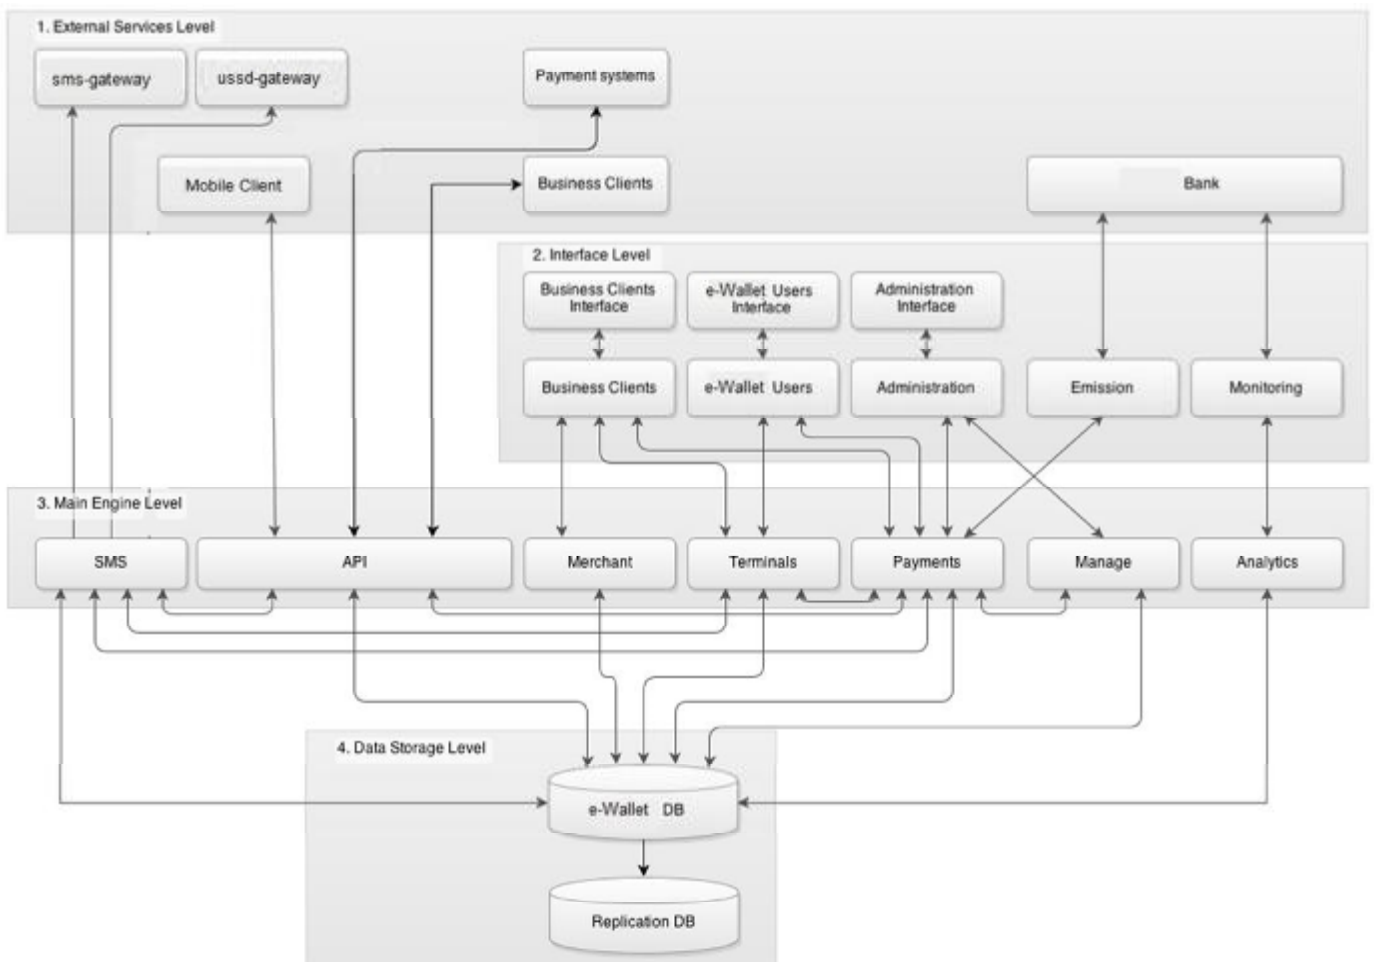 1. External Services Level
sms-gateway
ussd-gateway
Payment systems
Mobile Client
Business Clients
Bank
2. Interface Level
Business Clients
Interface
e-Wallet Users
Interface
Administration
Interface
Business Clients
e-Wallet Users
Administration
Emission
Monitoring
3. Main Engine Level
SMS
API
Merchant
Terminals
Payments
Manage
Analytics
4. Data Storage Level
e-Wallet DB
Replication DB